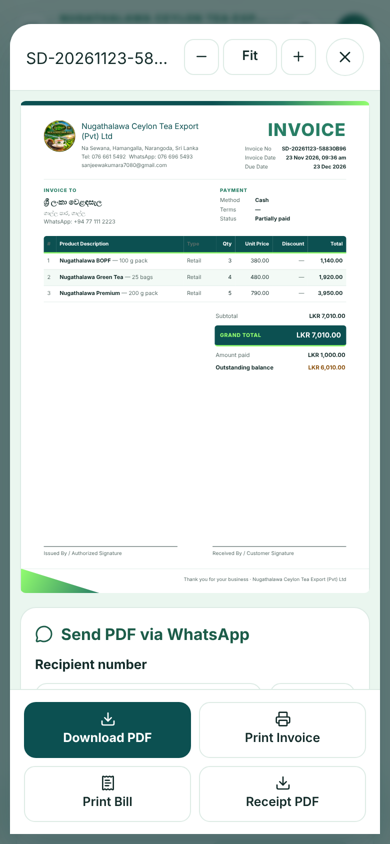 SD-20261123-58...
Fit
Nugathalawa Ceylon Tea Export
(Pvt) Ltd
Na Sewana, Hamangalla, Narangoda, Sri Lanka
Tel: 076 661 5492 WhatsApp: 076 696 5493
sanjeewakumara7080@gmail.com
INVOICE
Invoice No SD-20261123-58830B96
Invoice Date 23 Nov 2026, 09:36 am
Due Date 23 Dec 2026
INVOICE TO
ශ්‍රී ලංකා වෙළඳසැල
ගාල්ල පාර, ගාල්ල
WhatsApp: +94 77 111 2223
PAYMENT
Method Cash
Terms —
Status Partially paid
# Product Description Type Qty Unit Price Discount Total
1 Nugathalawa BOPF — 100 g pack 3 380.00 — 1,140.00
2 Nugathalawa Green Tea — 25 bags 4 480.00 — 1,920.00
3 Nugathalawa Premium — 200 g pack 5 790.00 — 3,950.00
Subtotal LKR 7,010.00
GRAND TOTAL LKR 7,010.00
Amount paid LKR 1,000.00
Outstanding balance LKR 6,010.00
Issued By / Authorized Signature
Received By / Customer Signature
Thank you for your business · Nugathalawa Ceylon Tea Export (Pvt) Ltd
Send PDF via WhatsApp
Recipient number
Download PDF
Print Invoice
Print Bill
Receipt PDF